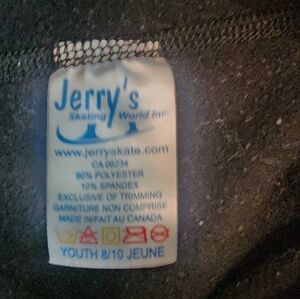 Jerry's
Skating World Inc.
www.jerryskate.com
CA 06234
90% POLYESTER
10% SPANDEX
EXCLUSIVE OF TRIMMING
GARNITURE NON COMPRISE
MADE IN/FAIT AU CANADA
YOUTH 8/10 JEUNE